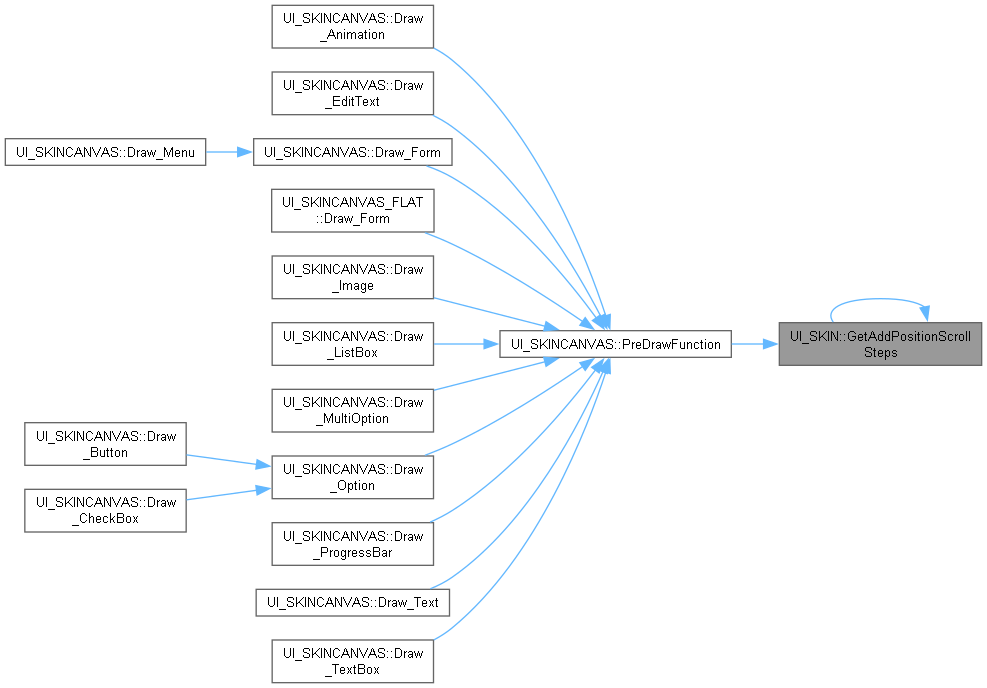 UI_SKINCANVAS::Draw
_Animation
UI_SKINCANVAS::Draw
_EditText
UI_SKINCANVAS::Draw_Menu
UI_SKINCANVAS::Draw_Form
UI_SKINCANVAS_FLAT
::Draw_Form
UI_SKINCANVAS::Draw
_Image
UI_SKINCANVAS::Draw
_ListBox
UI_SKINCANVAS::PreDrawFunction
UI_SKIN::GetAddPositionScroll
Steps
UI_SKINCANVAS::Draw
_MultiOption
UI_SKINCANVAS::Draw
_Button
UI_SKINCANVAS::Draw
_Option
UI_SKINCANVAS::Draw
_CheckBox
UI_SKINCANVAS::Draw
_ProgressBar
UI_SKINCANVAS::Draw_Text
UI_SKINCANVAS::Draw
_TextBox